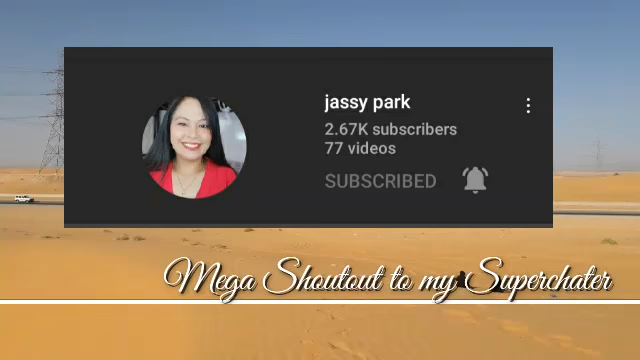 jassy park
2.67K subscribers
77 videos
SUBSCRIBED
Mega Shoutout to my Superchater